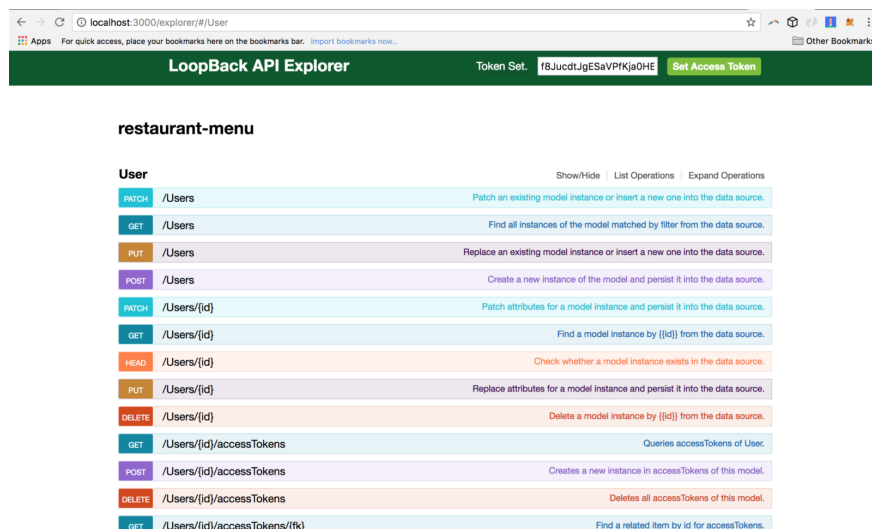 localhost:3000/explorer/#/User
Apps For quick access, place your bookmarks here on the bookmarks bar. Import bookmarks now... Other Bookmarks
LoopBack API Explorer Token Set. f8JucdtJgESaVPfKja0HE Set Access Token
restaurant-menu
User Show/Hide List Operations Expand Operations
PATCH /Users Patch an existing model instance or insert a new one into the data source.
GET /Users Find all instances of the model matched by filter from the data source.
PUT /Users Replace an existing model instance or insert a new one into the data source.
POST /Users Create a new instance of the model and persist it into the data source.
PATCH /Users/{id} Patch attributes for a model instance and persist it into the data source.
GET /Users/{id} Find a model instance by {{id}} from the data source.
HEAD /Users/{id} Check whether a model instance exists in the data source.
PUT /Users/{id} Replace attributes for a model instance and persist it into the data source.
DELETE /Users/{id} Delete a model instance by {{id}} from the data source.
GET /Users/{id}/accessTokens Queries accessTokens of User.
POST /Users/{id}/accessTokens Creates a new instance in accessTokens of this model.
DELETE /Users/{id}/accessTokens Deletes all accessTokens of this model.
GET /Users/{id}/accessTokens/{fk} Find a related item by id for accessTokens.